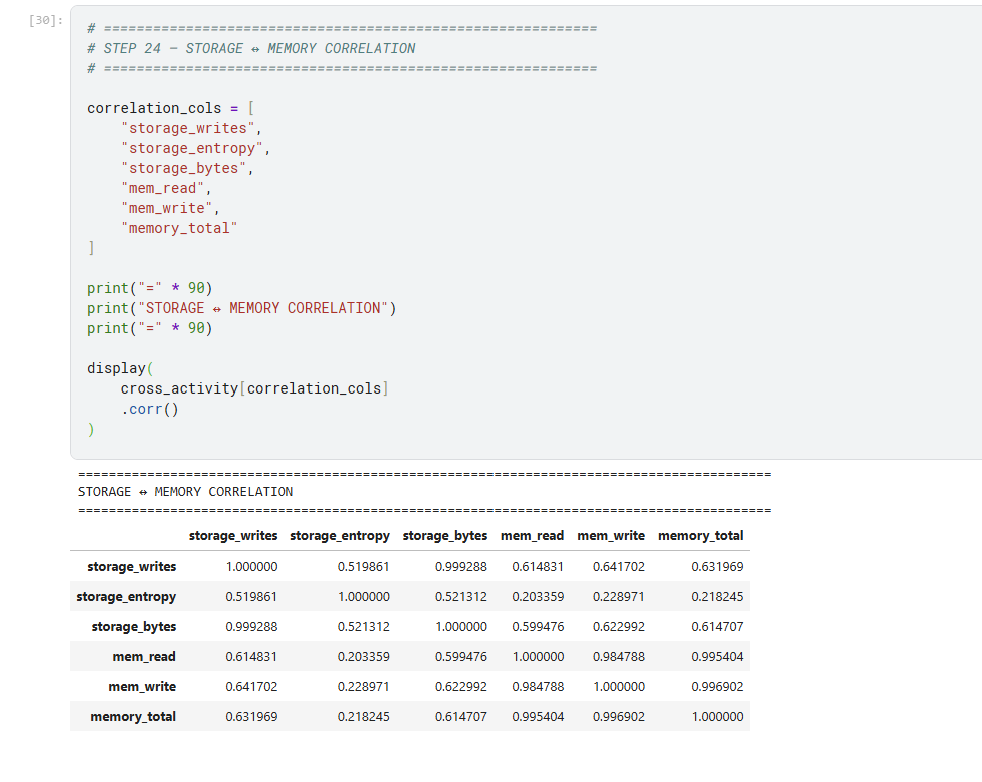 [30]:
# ===========================================================
# STEP 24 — STORAGE ↔ MEMORY CORRELATION
# ===========================================================
correlation_cols = [
    "storage_writes",
    "storage_entropy",
    "storage_bytes",
    "mem_read",
    "mem_write",
    "memory_total"
]
print("=" * 90)
print("STORAGE ↔ MEMORY CORRELATION")
print("=" * 90)
display(
    cross_activity[correlation_cols]
    .corr()
)
==========================================================================================
STORAGE ↔ MEMORY CORRELATION
==========================================================================================
storage_writes storage_entropy storage_bytes mem_read mem_write memory_total
storage_writes 1.000000 0.519861 0.999288 0.614831 0.641702 0.631969
storage_entropy 0.519861 1.000000 0.521312 0.203359 0.228971 0.218245
storage_bytes 0.999288 0.521312 1.000000 0.599476 0.622992 0.614707
mem_read 0.614831 0.203359 0.599476 1.000000 0.984788 0.995404
mem_write 0.641702 0.228971 0.622992 0.984788 1.000000 0.996902
memory_total 0.631969 0.218245 0.614707 0.995404 0.996902 1.000000